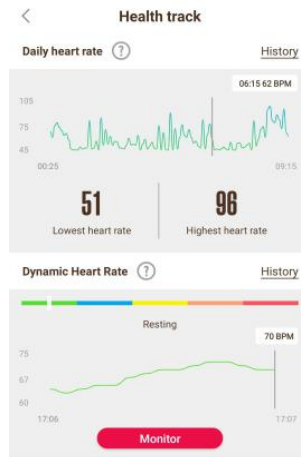 Health track
Daily heart rate ? History
06:15 62 BPM
105
75
45
00:25 09:15
51 96
Lowest heart rate Highest heart rate
Dynamic Heart Rate ? History
Resting
70 BPM
75
67
60
17:06 17:07
Monitor